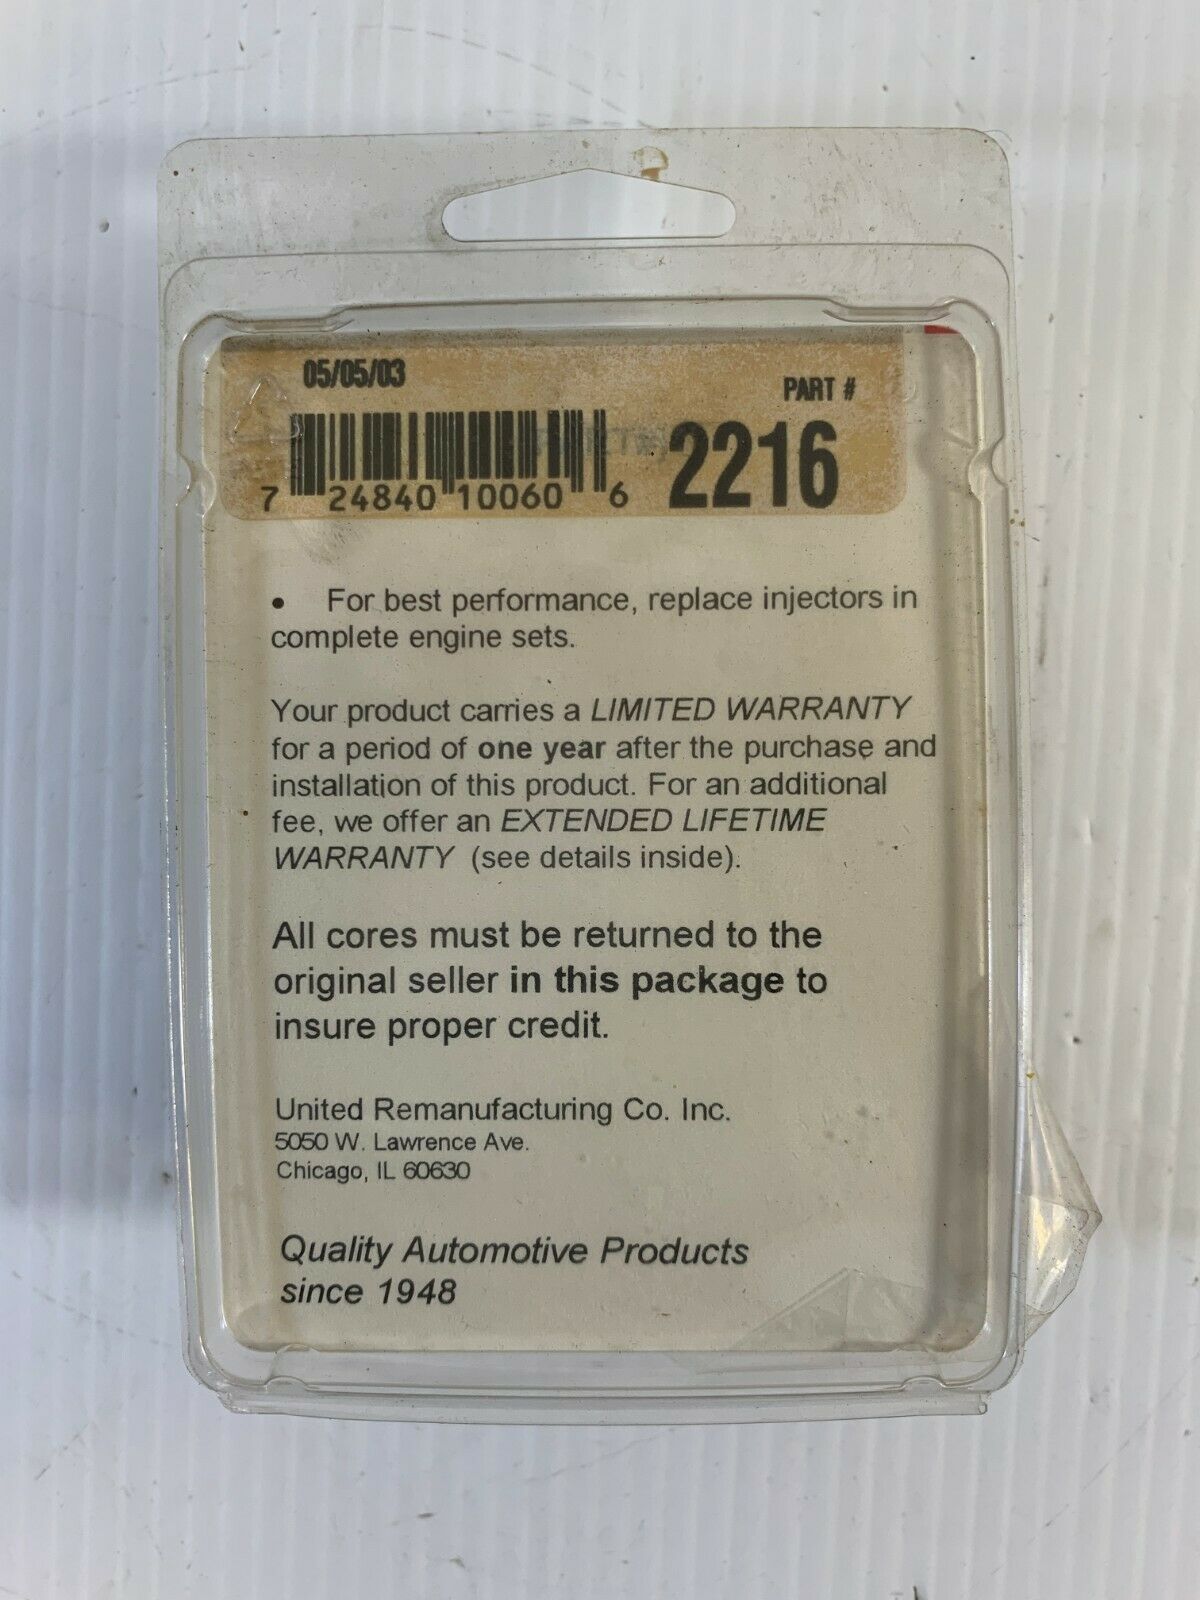 05/05/03
PART #
7 24840 10060 6
2216
• For best performance, replace injectors in
complete engine sets.
Your product carries a LIMITED WARRANTY
for a period of one year after the purchase and
installation of this product. For an additional
fee, we offer an EXTENDED LIFETIME
WARRANTY (see details inside).
All cores must be returned to the
original seller in this package to
insure proper credit.
United Remanufacturing Co. Inc.
5050 W. Lawrence Ave.
Chicago, IL 60630
Quality Automotive Products
since 1948